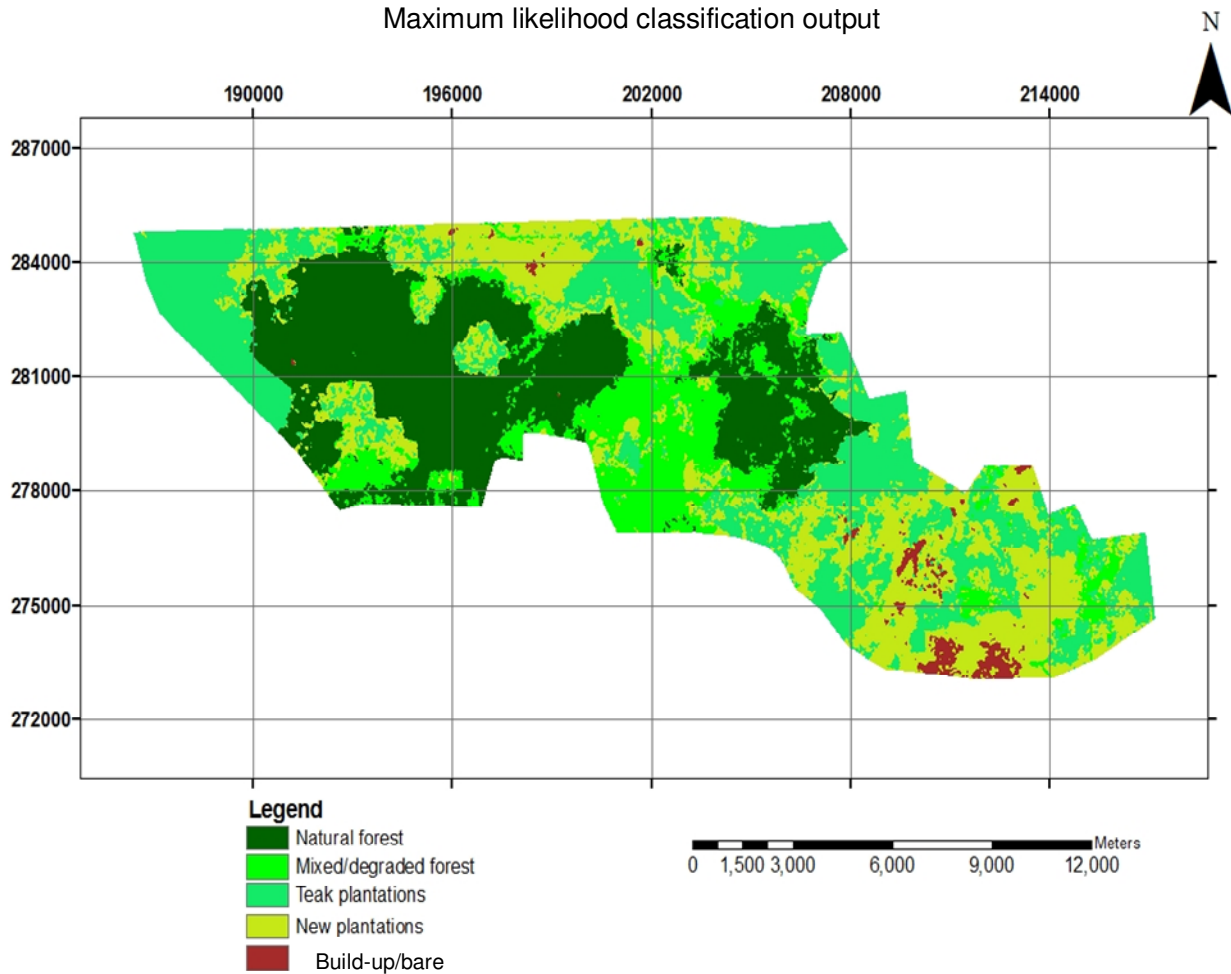 Maximum likelihood classification output
N
190000 196000 202000 208000 214000
287000
284000
281000
278000
275000
272000
Legend
Natural forest
Mixed/degraded forest
Teak plantations
New plantations
Build-up/bare
Meters
0 1,500 3,000 6,000 9,000 12,000